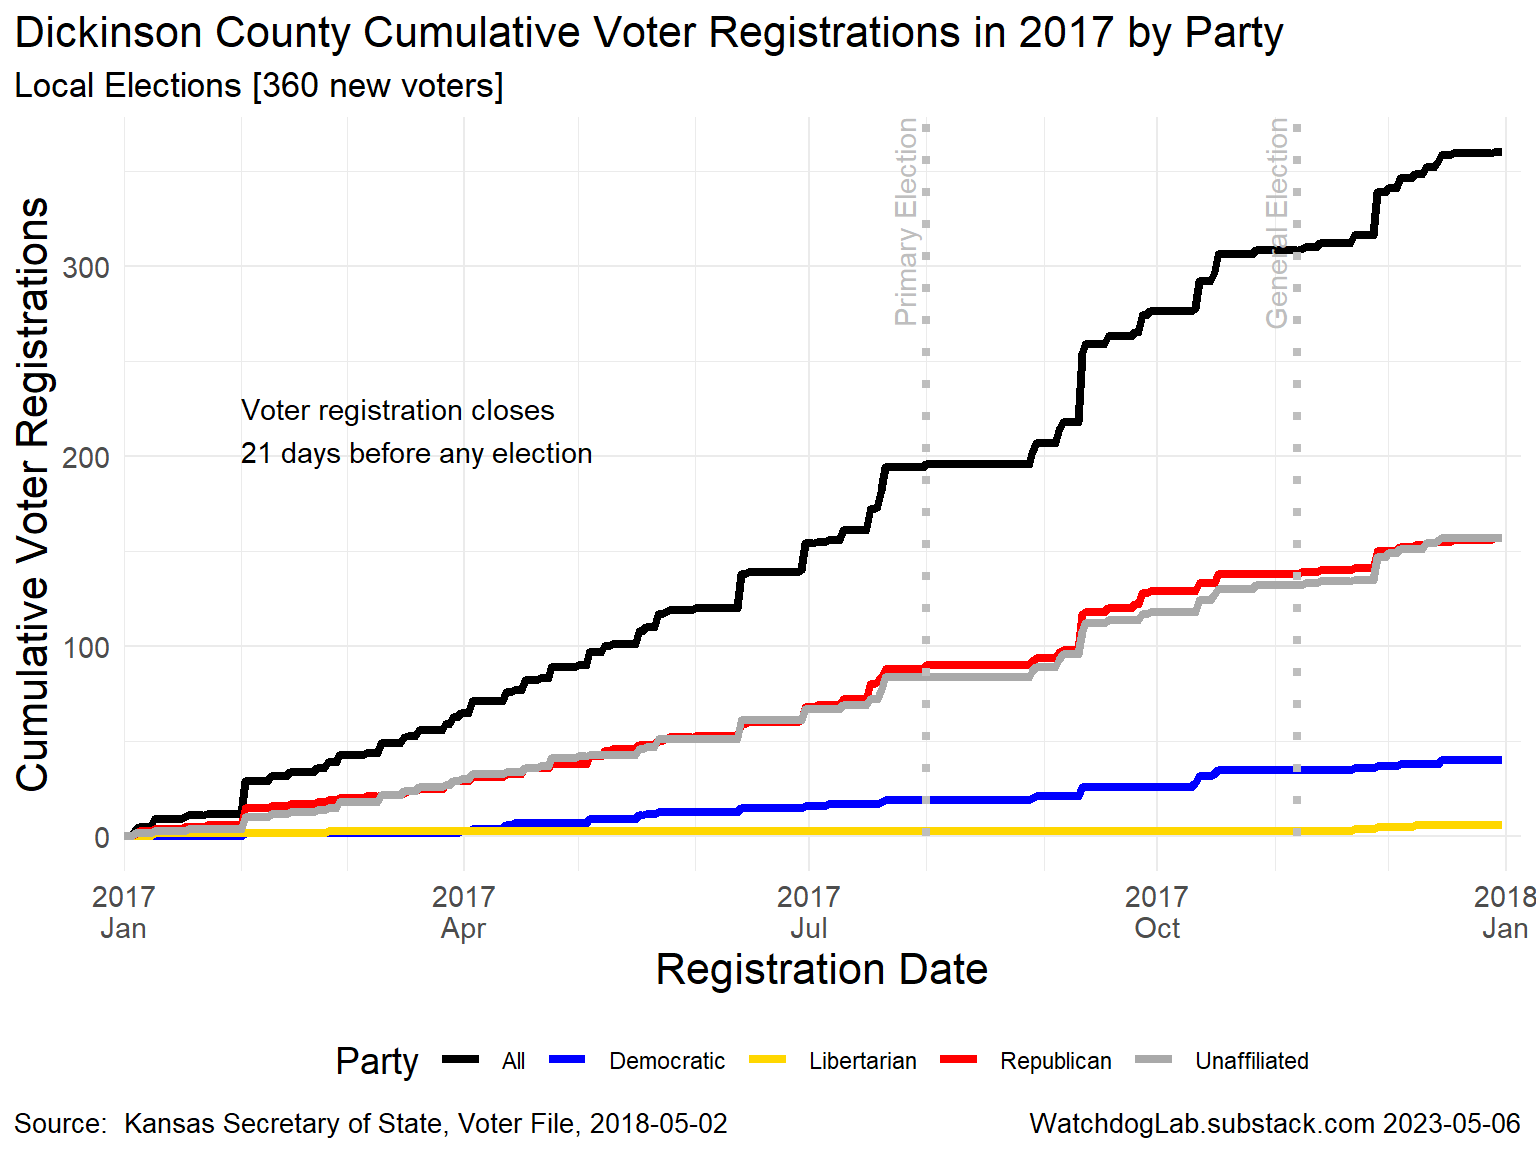 Dickinson County Cumulative Voter Registrations in 2017 by Party
Local Elections [360 new voters]
Cumulative Voter Registrations
300
200
100
0
Primary Election
General Election
Voter registration closes
21 days before any election
2017
Jan
2017
Apr
2017
Jul
2017
Oct
2018
Jan
Registration Date
Party
All
Democratic
Libertarian
Republican
Unaffiliated
Source:  Kansas Secretary of State, Voter File, 2018-05-02
WatchdogLab.substack.com 2023-05-06